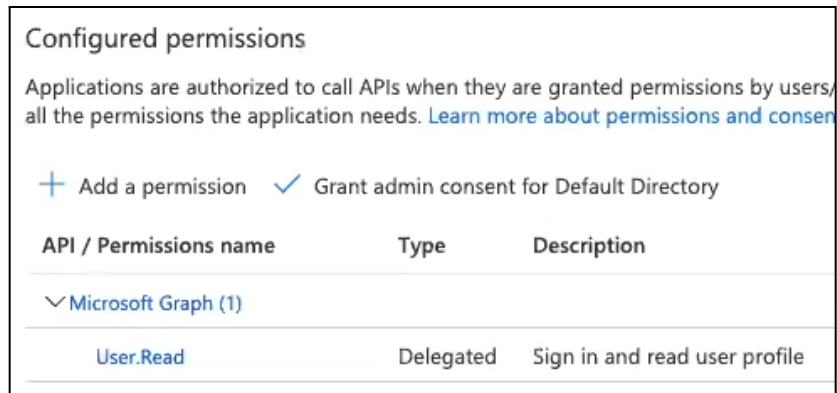 Configured permissions
Applications are authorized to call APIs when they are granted permissions by users/
all the permissions the application needs. Learn more about permissions and consen
Add a permission Grant admin consent for Default Directory
API / Permissions name Type Description
Microsoft Graph (1)
User.Read Delegated Sign in and read user profile